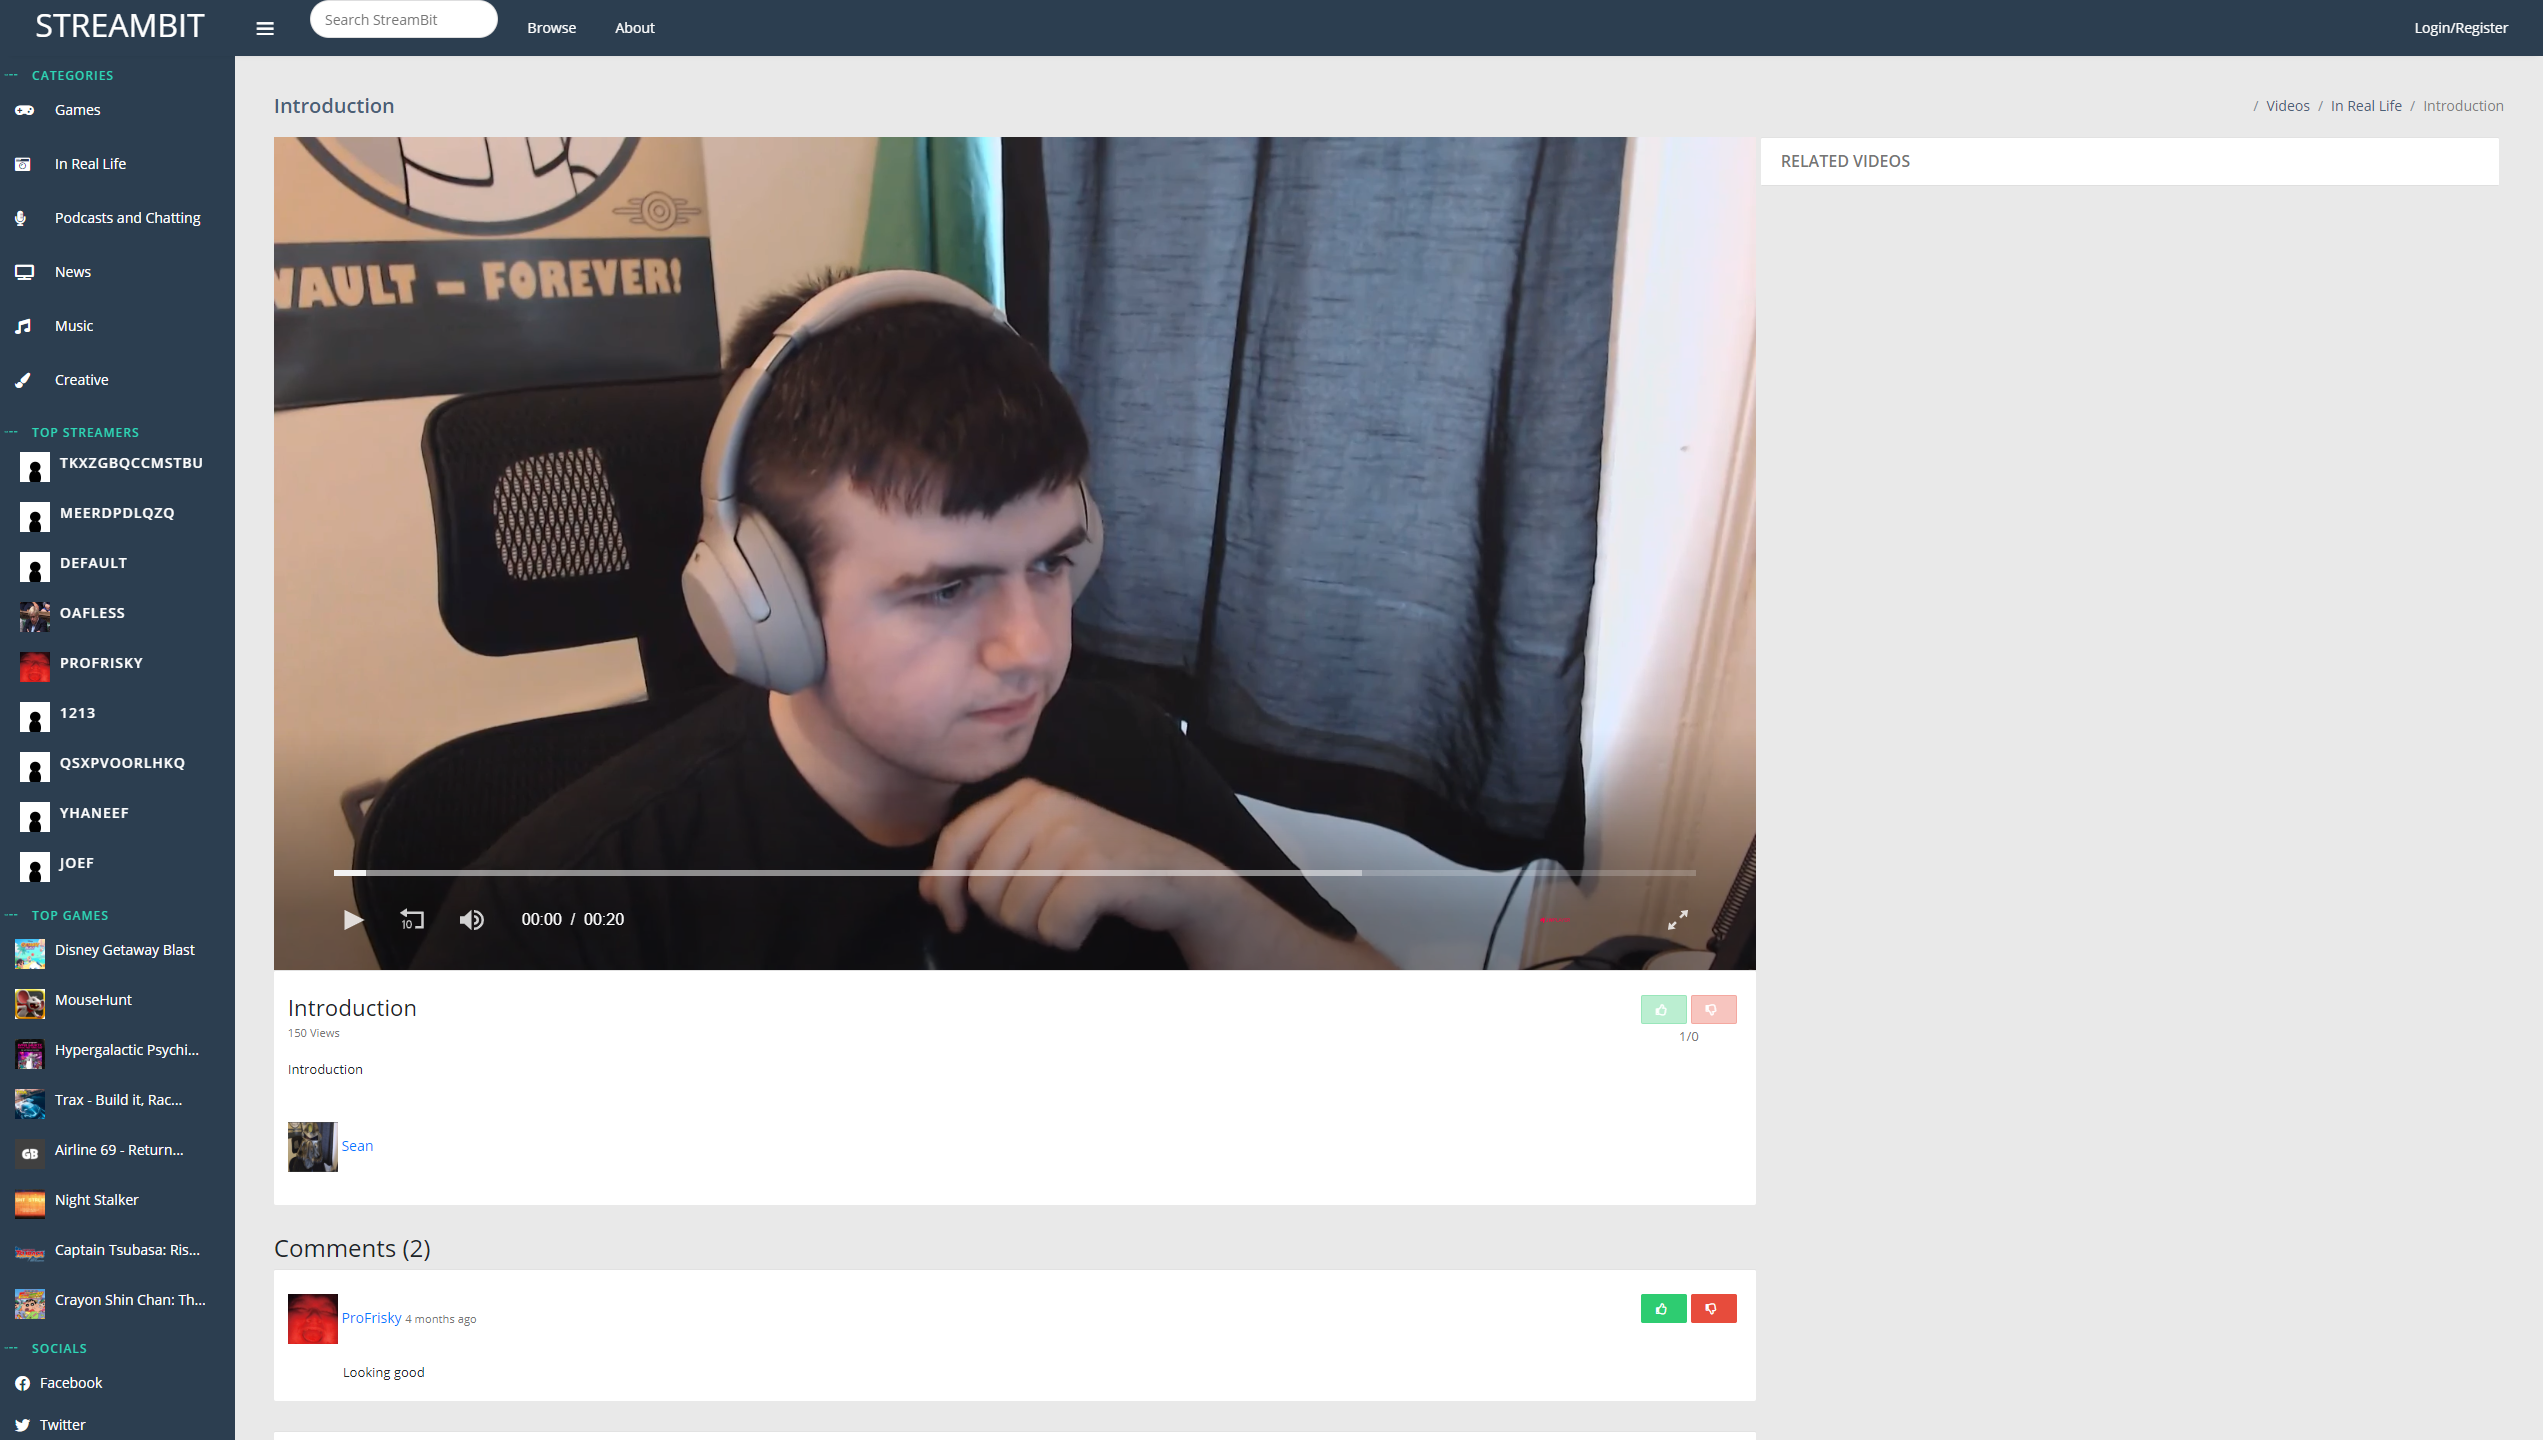 STREAMBIT
Search StreamBit
Browse
About
Login/Register
--- CATEGORIES
Games
In Real Life
Podcasts and Chatting
News
Music
Creative
--- TOP STREAMERS
TKXZGBQCCMSTBU
MEERDPDLQZQ
DEFAULT
OAFLESS
PROFRISKY
1213
QSXPVOORLHKQ
YHANEEF
JOEF
--- TOP GAMES
Disney Getaway Blast
MouseHunt
Hypergalactic Psychi...
Trax - Build it, Rac...
GB
Airline 69 - Return...
Night Stalker
Captain Tsubasa: Ris...
Crayon Shin Chan: Th...
--- SOCIALS
Facebook
Twitter
Introduction
/ Videos / In Real Life / Introduction
VAULT – FOREVER!
10
00:00 / 00:20
RELATED VIDEOS
Introduction
150 Views
1/0
Introduction
Sean
Comments (2)
ProFrisky 4 months ago
Looking good